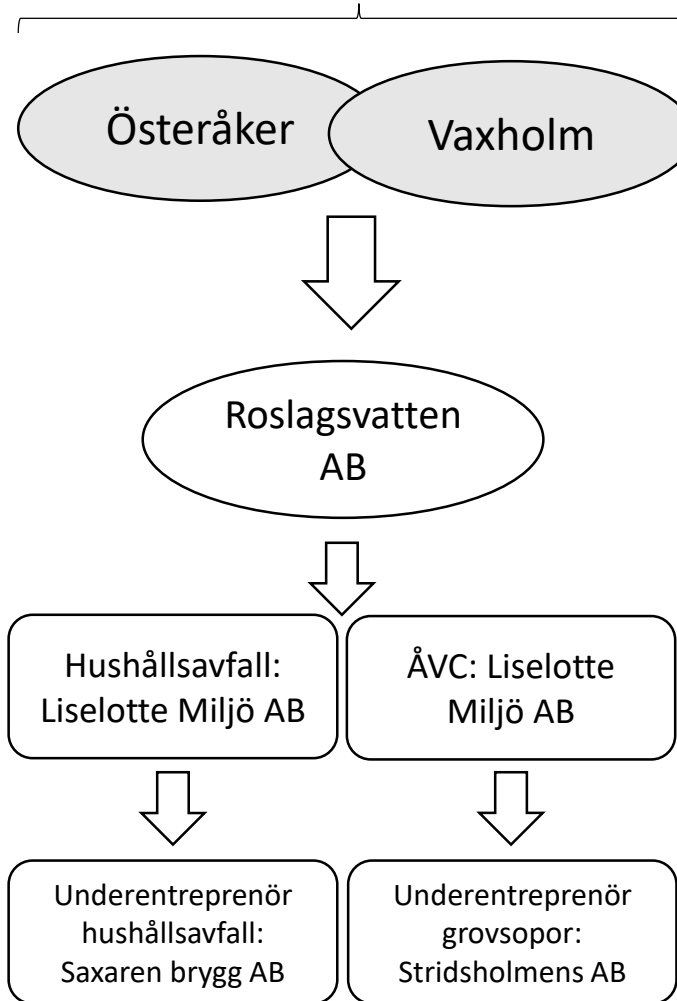 Österåker
Vaxholm
Roslagsvatten
AB
Hushållsavfall:
Liselotte Miljö AB
ÅVC: Liselotte
Miljö AB
Underentreprenör
hushållsavfall:
Saxaren brygg AB
Underentreprenör
grovsopor:
Stridsholmens AB